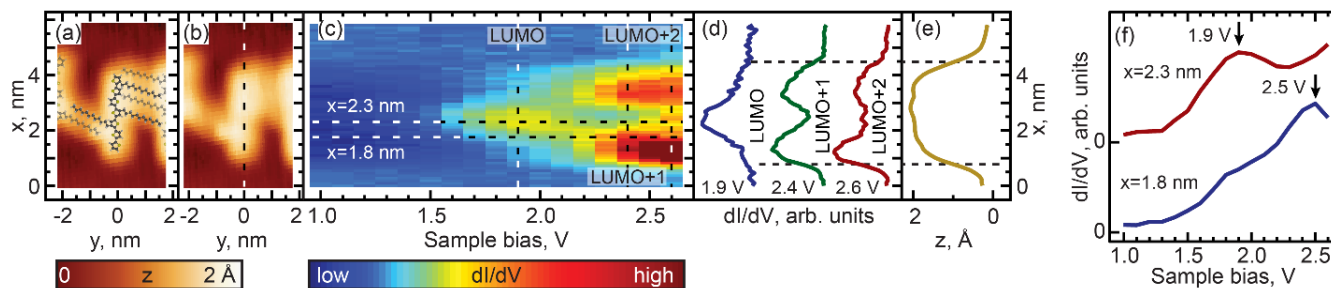 (a)
(b)
(c)
(d)
(e)
(f)
x, nm
4
2
0
-2 0 2
y, nm
-2 0 2
y, nm
0 z 2 Å
LUMO
LUMO+2
x=2.3 nm
x=1.8 nm
LUMO+1
1.0 1.5 2.0 2.5
Sample bias, V
low dI/dV high
LUMO
LUMO+1
LUMO+2
1.9 V 2.4 V 2.6 V
dI/dV, arb. units
4
2
0
x, nm
2 0
z, Å
1.9 V
x=2.3 nm
2.5 V
x=1.8 nm
0
0
dI/dV, arb. units
1.0 1.5 2.0 2.5
Sample bias, V